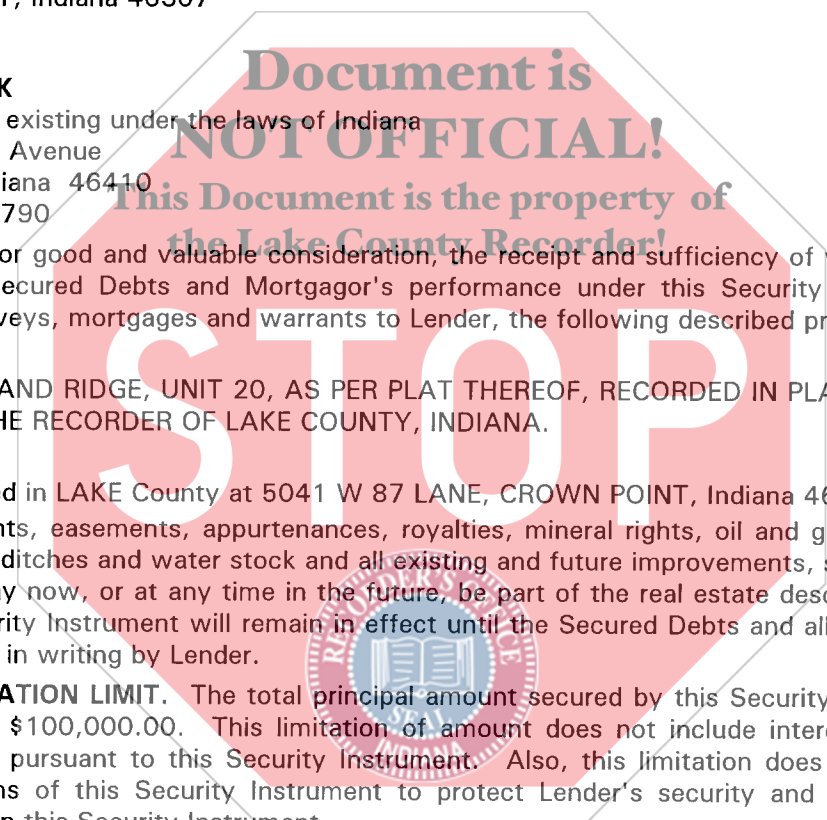 Indiana 46307
K
existing under the laws of Indiana
Avenue
iana 46410
790
Document is
NOT OFFICIAL!
This Document is the property of
the Lake County Recorder!
or good and valuable consideration, the receipt and sufficiency of
ecured Debts and Mortgagor's performance under this Security
veys, mortgages and warrants to Lender, the following described pr
AND RIDGE, UNIT 20, AS PER PLAT THEREOF, RECORDED IN PLA
HE RECORDER OF LAKE COUNTY, INDIANA.
STOP
d in LAKE County at 5041 W 87 LANE, CROWN POINT, Indiana 46
nts, easements, appurtenances, royalties, mineral rights, oil and g
ditches and water stock and all existing and future improvements, s
y now, or at any time in the future, be part of the real estate desc
rity Instrument will remain in effect until the Secured Debts and all
in writing by Lender.
RECORDER'S OFFICE
SEAL
INDIANA
ATION LIMIT. The total principal amount secured by this Security
$100,000.00. This limitation of amount does not include inter
pursuant to this Security Instrument. Also, this limitation does
ns of this Security Instrument to protect Lender's security and
n this Security Instrument